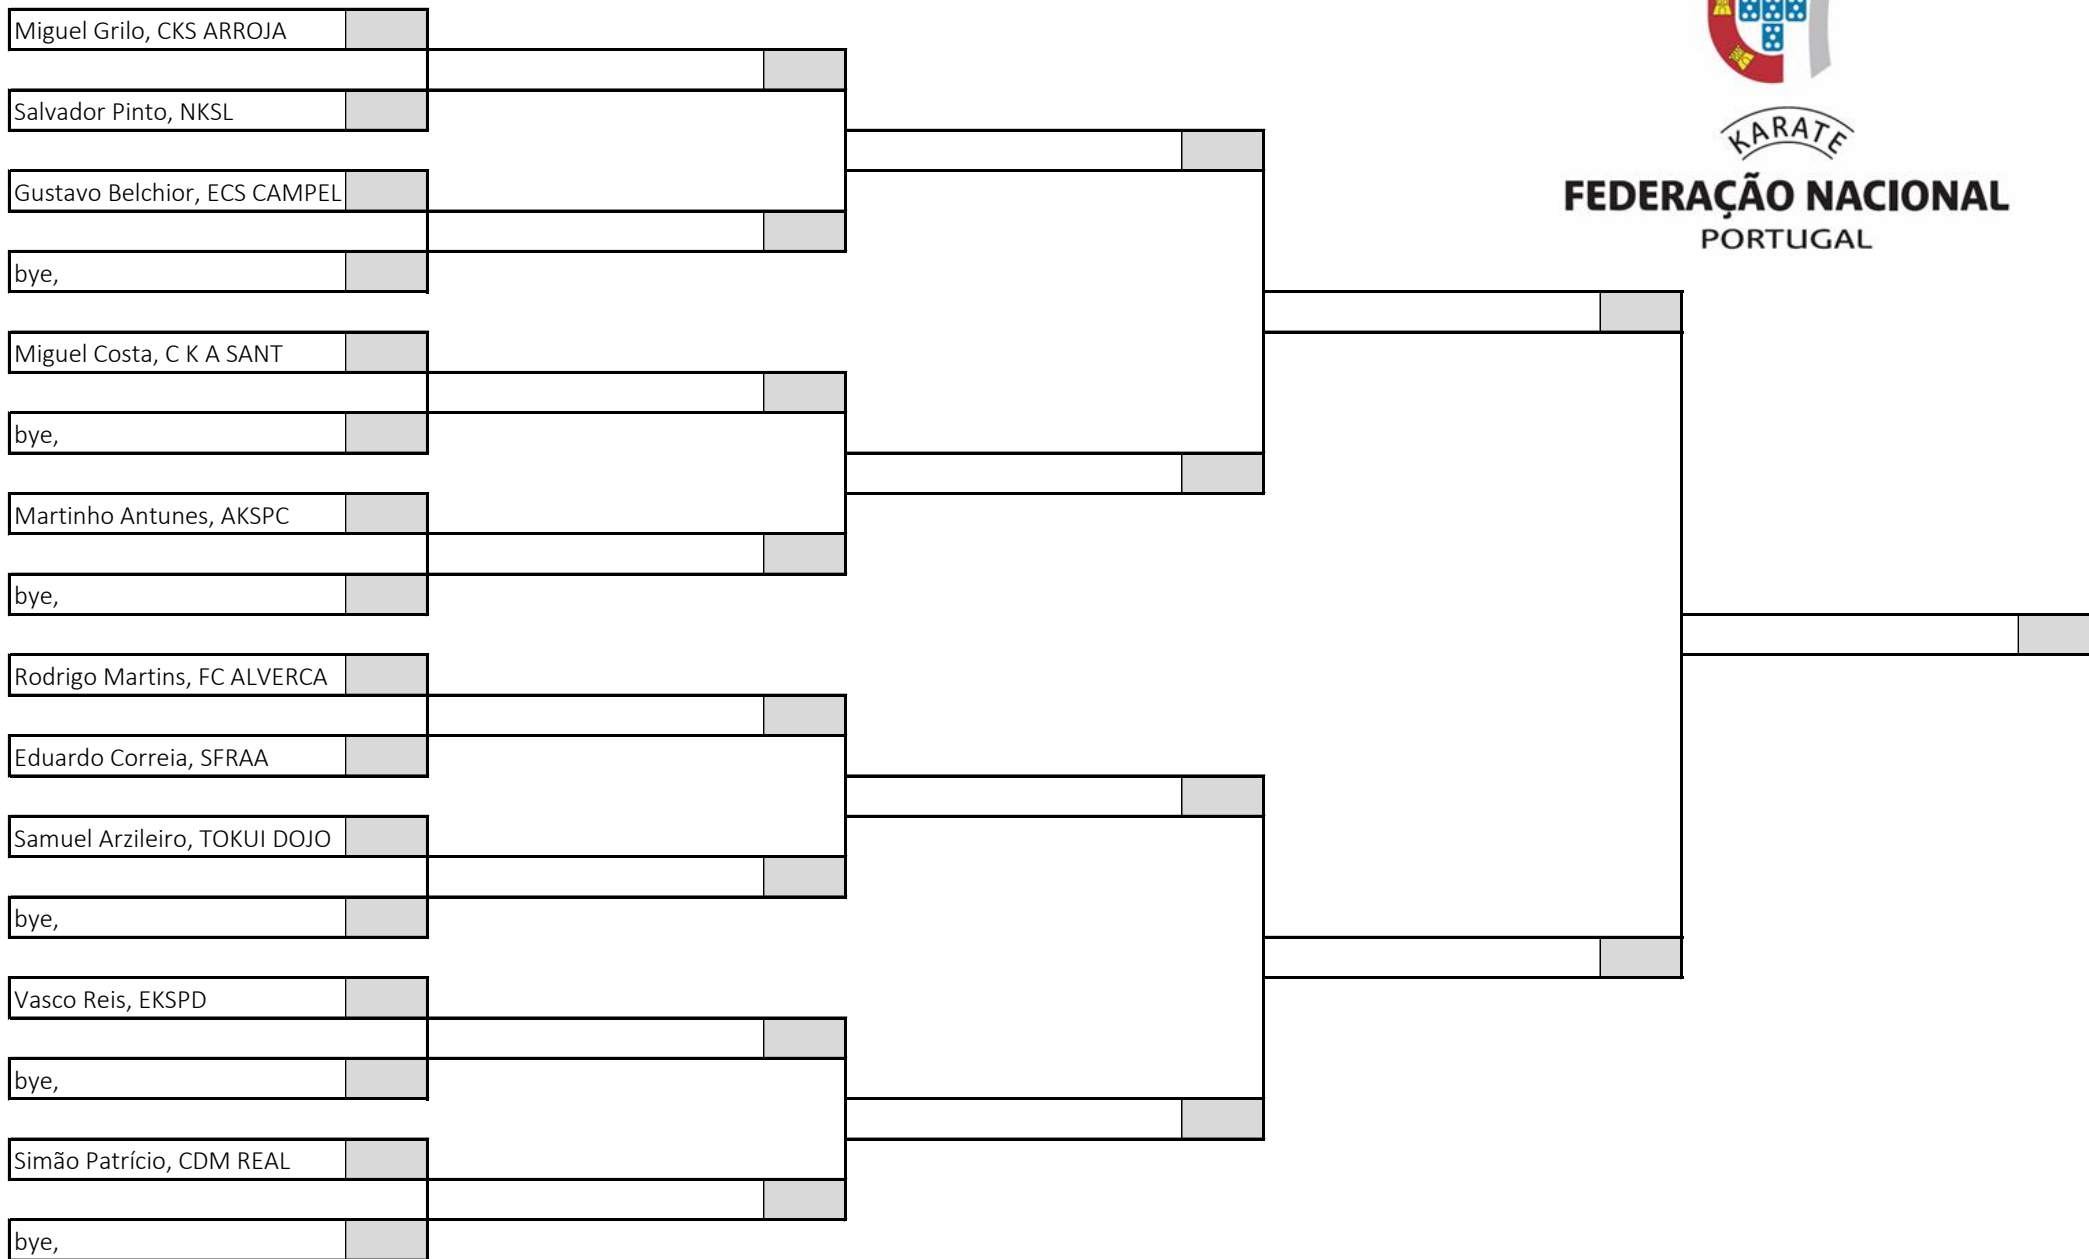 Miguel Grilo, CKS ARROJA
Salvador Pinto, NKSL
Gustavo Belchior, ECS CAMPEL
bye,
Miguel Costa, C K A SANT
bye,
Martinho Antunes, AKSPC
bye,
Rodrigo Martins, FC ALVERCA
Eduardo Correia, SFRAA
Samuel Arzileiro, TOKUI DOJO
bye,
Vasco Reis, EKSPD
bye,
Simão Patrício, CDM REAL
bye,
KARATE
FEDERAÇÃO NACIONAL
PORTUGAL